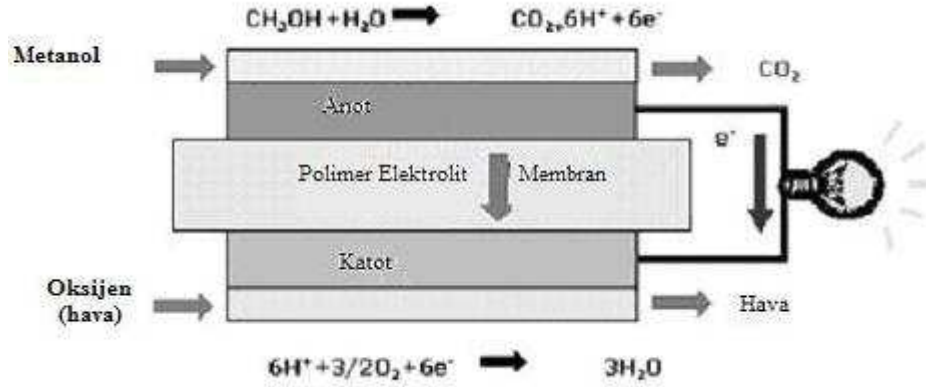 CH₃OH + H₂O → CO₂,6H⁺ + 6e⁻
Metanol
CO₂
Anot
e⁻
Polimer Elektrolit Membran
Katot
Oksijen
(hava)
Hava
6H⁺+3/2O₂+6e⁻ → 3H₂O